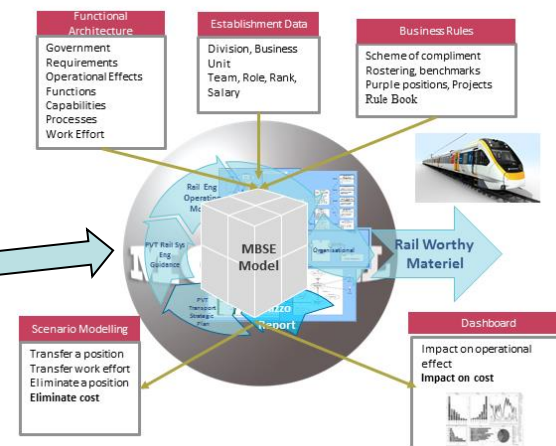 Functional
Architecture
Government
Requirements
Operational Effects
Functions
Capabilities
Processes
Work Effort
Establishment Data
Division, Business
Unit
Team, Role, Rank,
Salary
Business Rules
Scheme of compliment
Rostering, benchmarks
Purple positions, Projects
Rule Book
Rail Eng
Operating
PVT Rail Sys
Eng
Guidance
MBSE
Model
Organisational
Rail Worthy
Materiel
PVT
Transport
Strategic
Plan
Report
Scenario Modelling
Transfer a position
Transfer work effort
Eliminate a position
Eliminate cost
Dashboard
Impact on operational
effect
Impact on cost